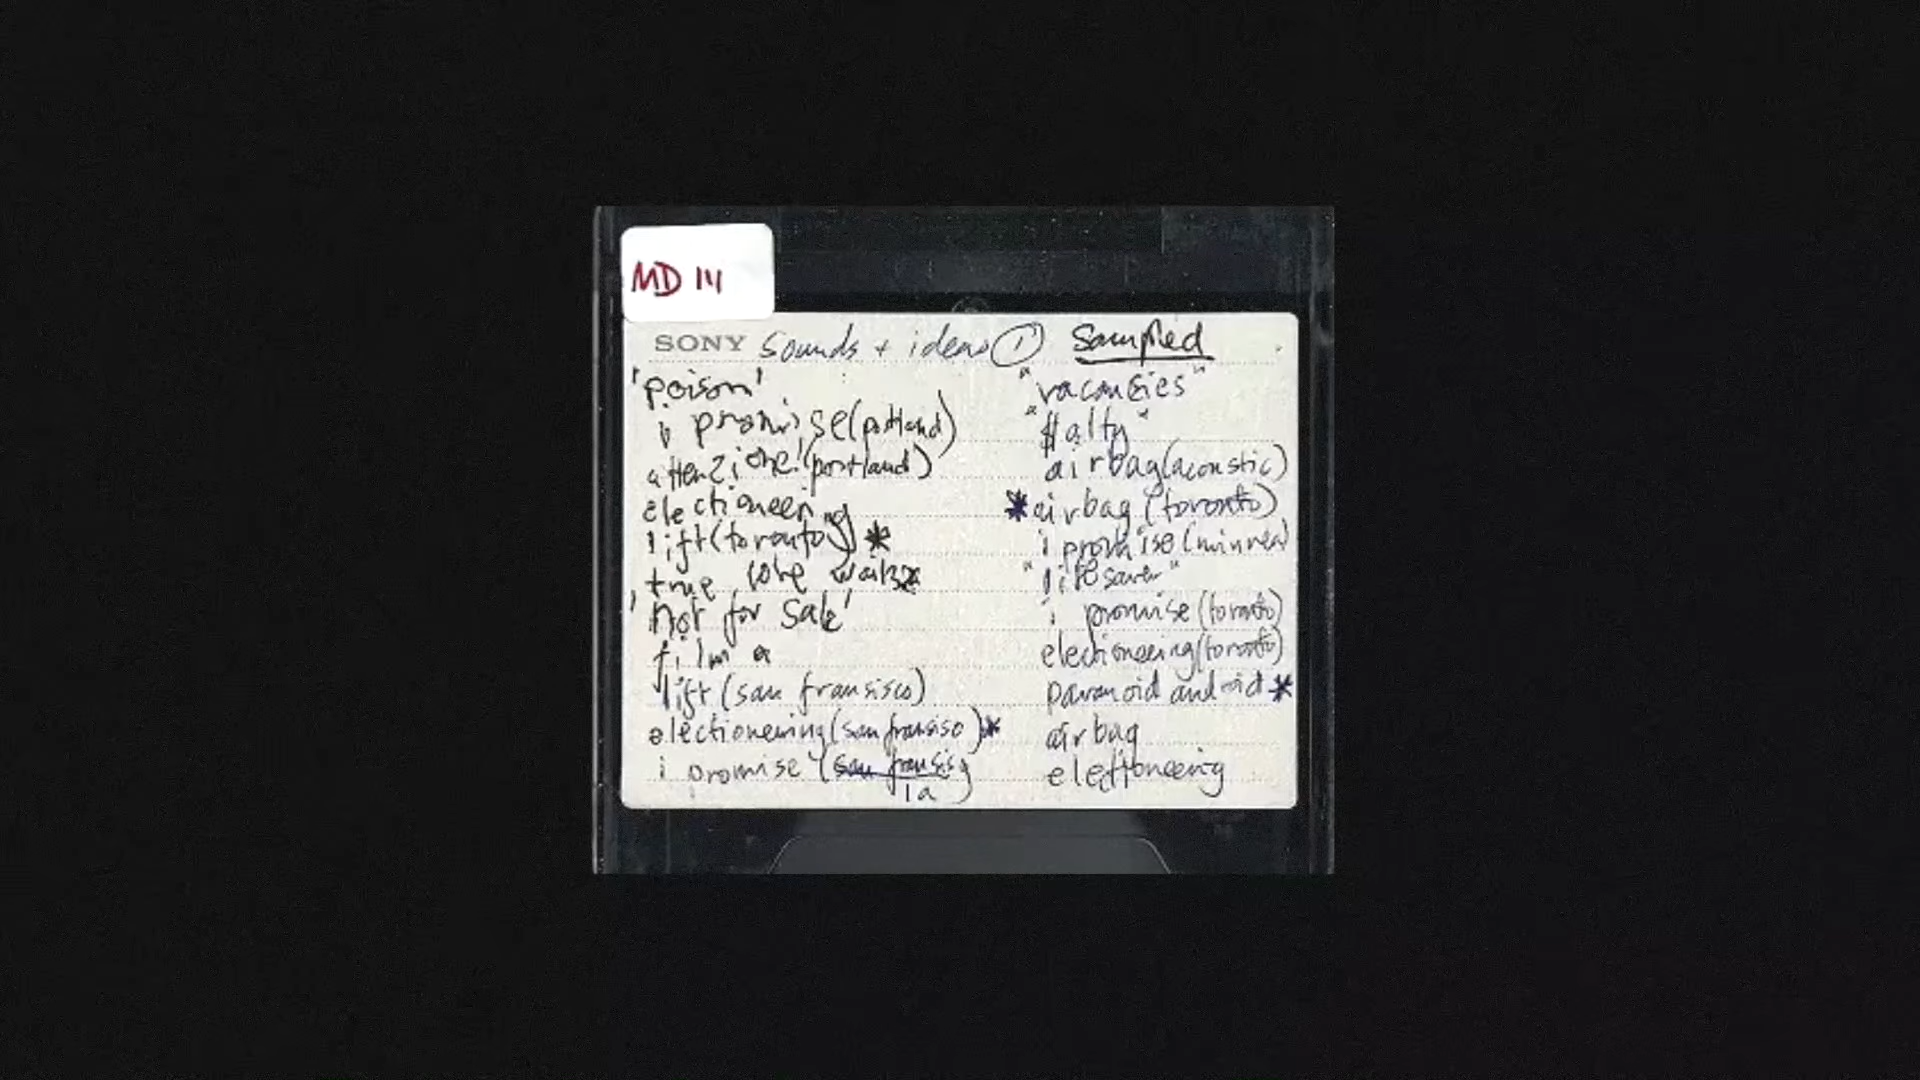 MD 14
SONY sounds + ideas ① sampled
'poison'
i promise (portland)
attenzione! (portland)
electioneering
lift (toronto) *
true love waits
'not for sale'
film a
lift (san fransisco)
electioneering (san fransisco) *
i promise (san fransisco)
la
"vacancies"
airbag (acoustic)
* airbag (toronto)
i promise (minnea)
"lifesaver"
i promise (toronto)
electioneering (toronto)
paranoid android *
airbag
electioneering